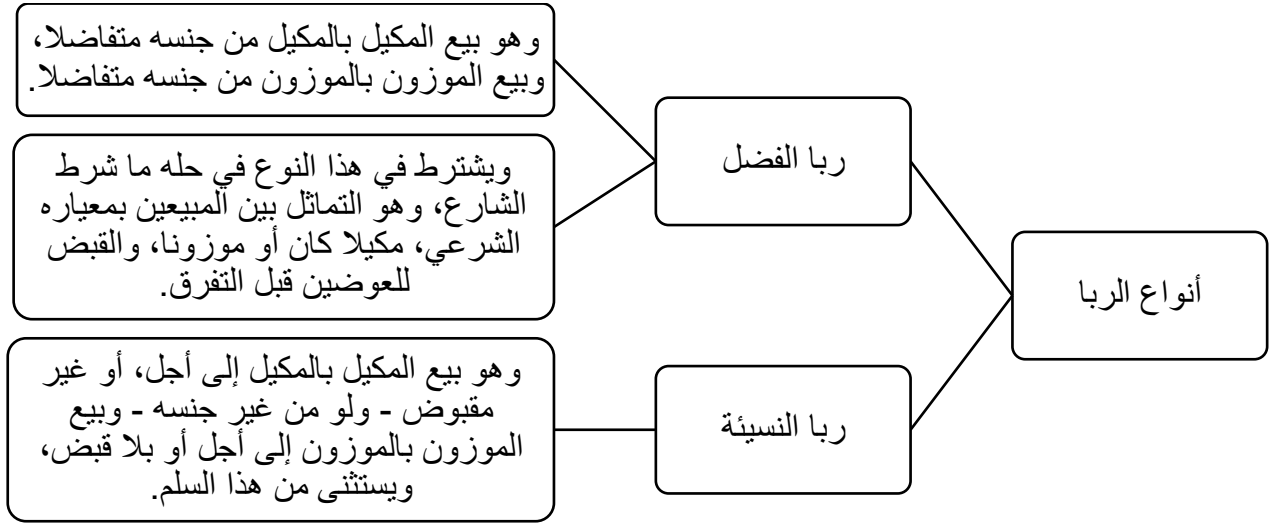 أنواع الربا
ربا الفضل
وهو بيع المكيل بالمكيل من جنسه متفاضلا،
وبيع الموزون بالموزون من جنسه متفاضلا.
ويشترط في هذا النوع في حله ما شرط
الشارع، وهو التماثل بين المبيعين بمعياره
الشرعي، مكيلا كان أو موزونا، والقبض
للعوضين قبل التفرق.
ربا النسيئة
وهو بيع المكيل بالمكيل إلى أجل، أو غير
مقبوض - ولو من غير جنسه - وبيع
الموزون بالموزون إلى أجل أو بلا قبض،
ويستثنى من هذا السلم.